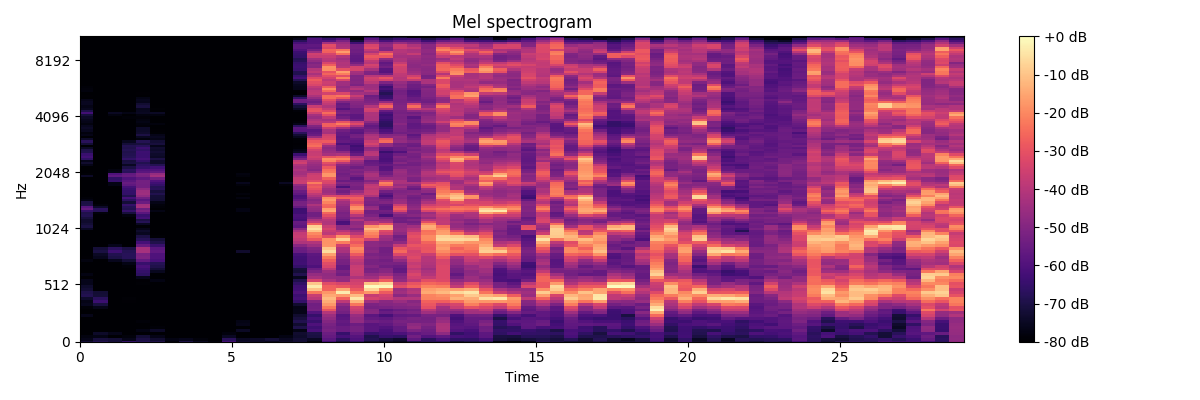 Mel spectrogram
8192
4096
2048
1024
512
0
Hz
0 5 10 15 20 25
Time
+0 dB
-10 dB
-20 dB
-30 dB
-40 dB
-50 dB
-60 dB
-70 dB
-80 dB